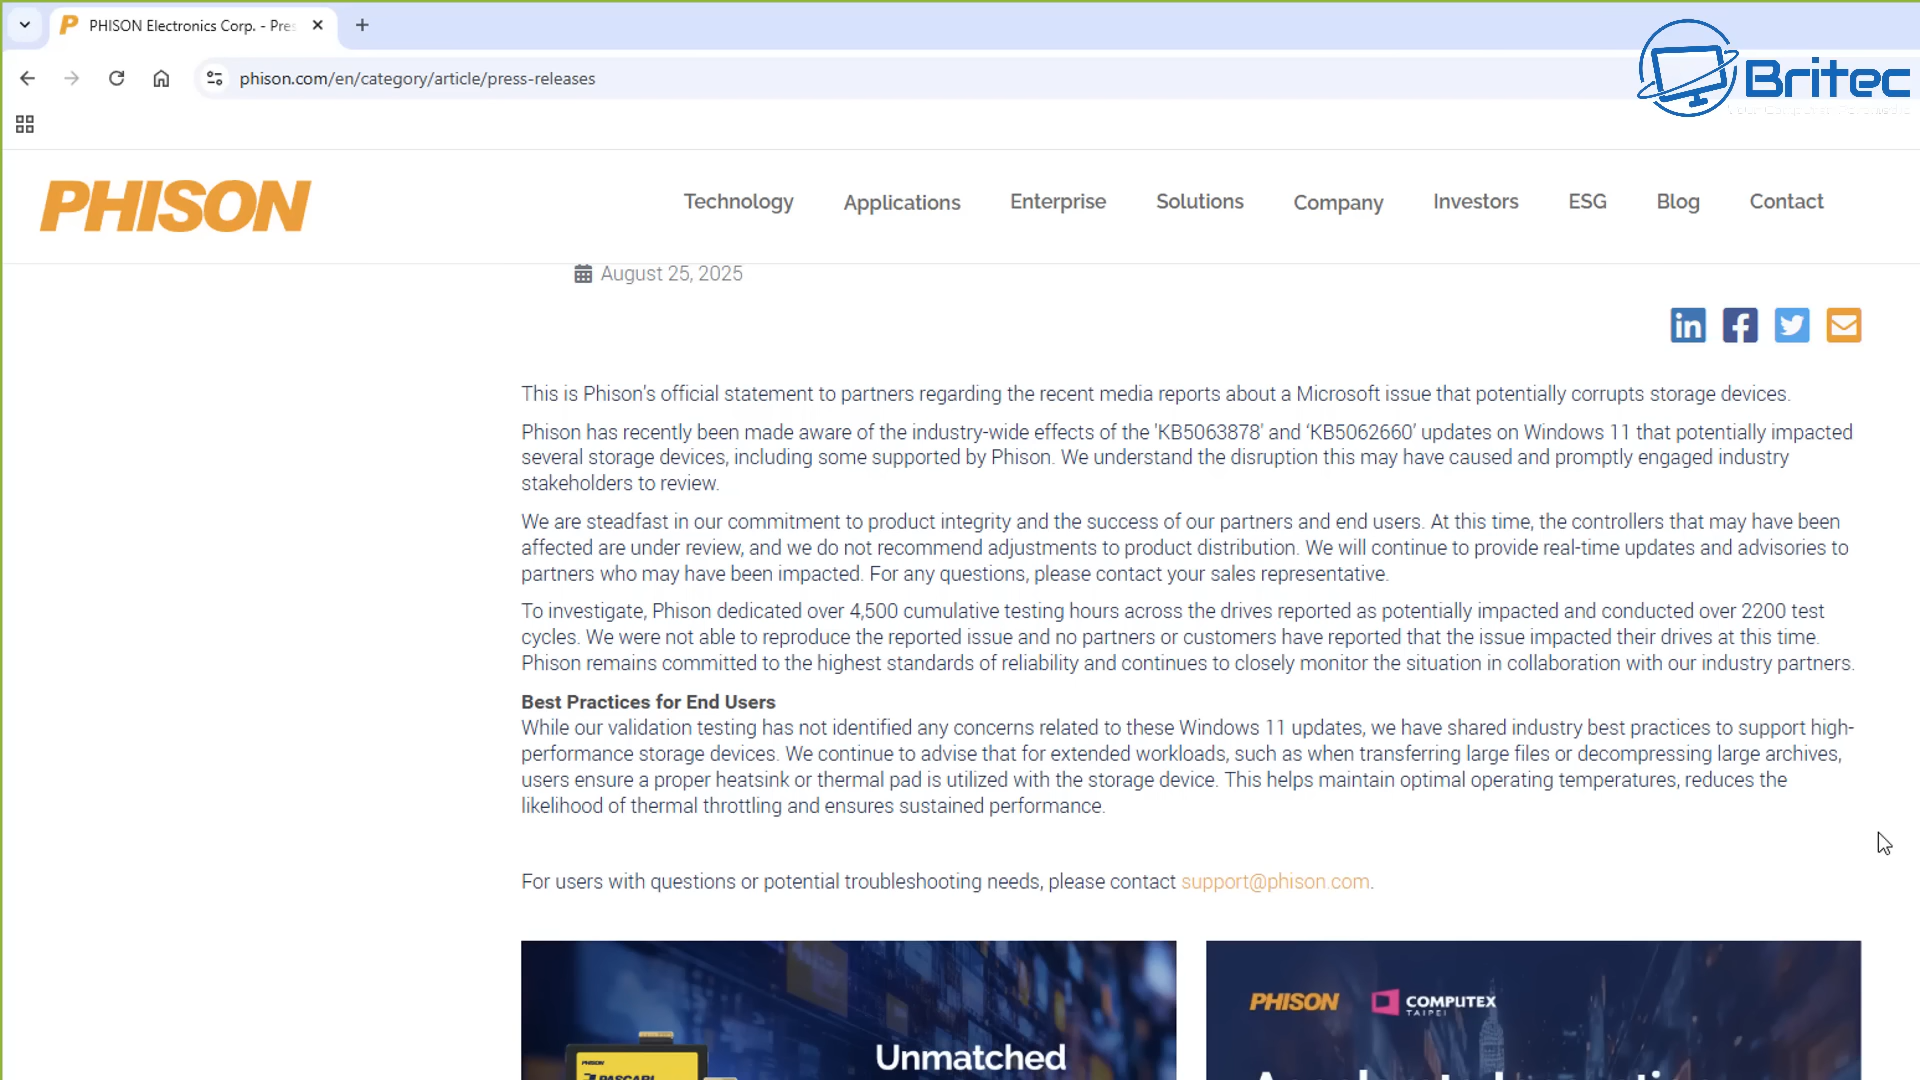 PHISON Electronics Corp. - Pres
phison.com/en/category/article/press-releases
Britec
PHISON
Technology Applications Enterprise Solutions Company Investors ESG Blog Contact
August 25, 2025
This is Phison's official statement to partners regarding the recent media reports about a Microsoft issue that potentially corrupts storage devices.
Phison has recently been made aware of the industry-wide effects of the 'KB5063878' and ‘KB5062660’ updates on Windows 11 that potentially impacted
several storage devices, including some supported by Phison. We understand the disruption this may have caused and promptly engaged industry
stakeholders to review.
We are steadfast in our commitment to product integrity and the success of our partners and end users. At this time, the controllers that may have been
affected are under review, and we do not recommend adjustments to product distribution. We will continue to provide real-time updates and advisories to
partners who may have been impacted. For any questions, please contact your sales representative.
To investigate, Phison dedicated over 4,500 cumulative testing hours across the drives reported as potentially impacted and conducted over 2200 test
cycles. We were not able to reproduce the reported issue and no partners or customers have reported that the issue impacted their drives at this time.
Phison remains committed to the highest standards of reliability and continues to closely monitor the situation in collaboration with our industry partners.
Best Practices for End Users
While our validation testing has not identified any concerns related to these Windows 11 updates, we have shared industry best practices to support high-
performance storage devices. We continue to advise that for extended workloads, such as when transferring large files or decompressing large archives,
users ensure a proper heatsink or thermal pad is utilized with the storage device. This helps maintain optimal operating temperatures, reduces the
likelihood of thermal throttling and ensures sustained performance.
For users with questions or potential troubleshooting needs, please contact support@phison.com.
PHISON
PASCARI
Unmatched
PHISON COMPUTEX
TAIPEI